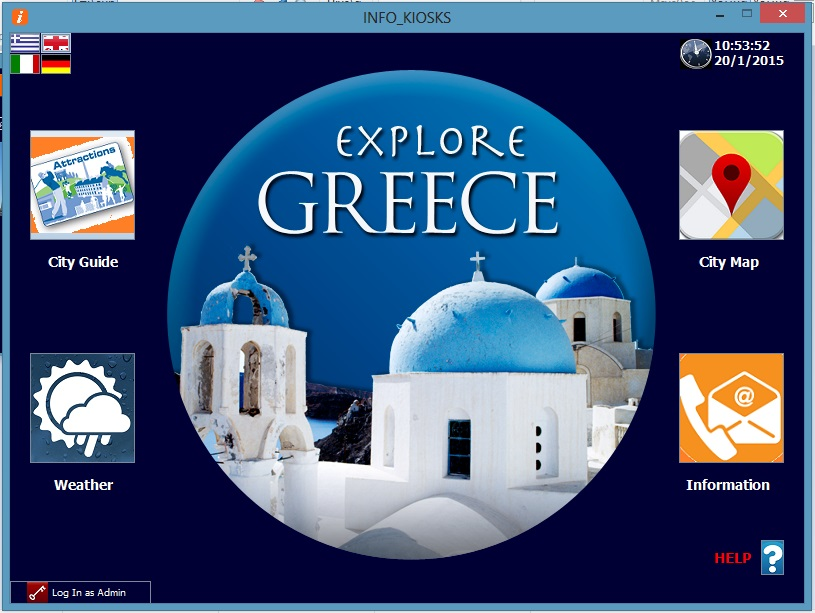 INFO_KIOSKS
10:53:52
20/1/2015
EXPLORE
GREECE
Attractions
City Guide
City Map
@
Weather
Information
HELP
?
Log In as Admin